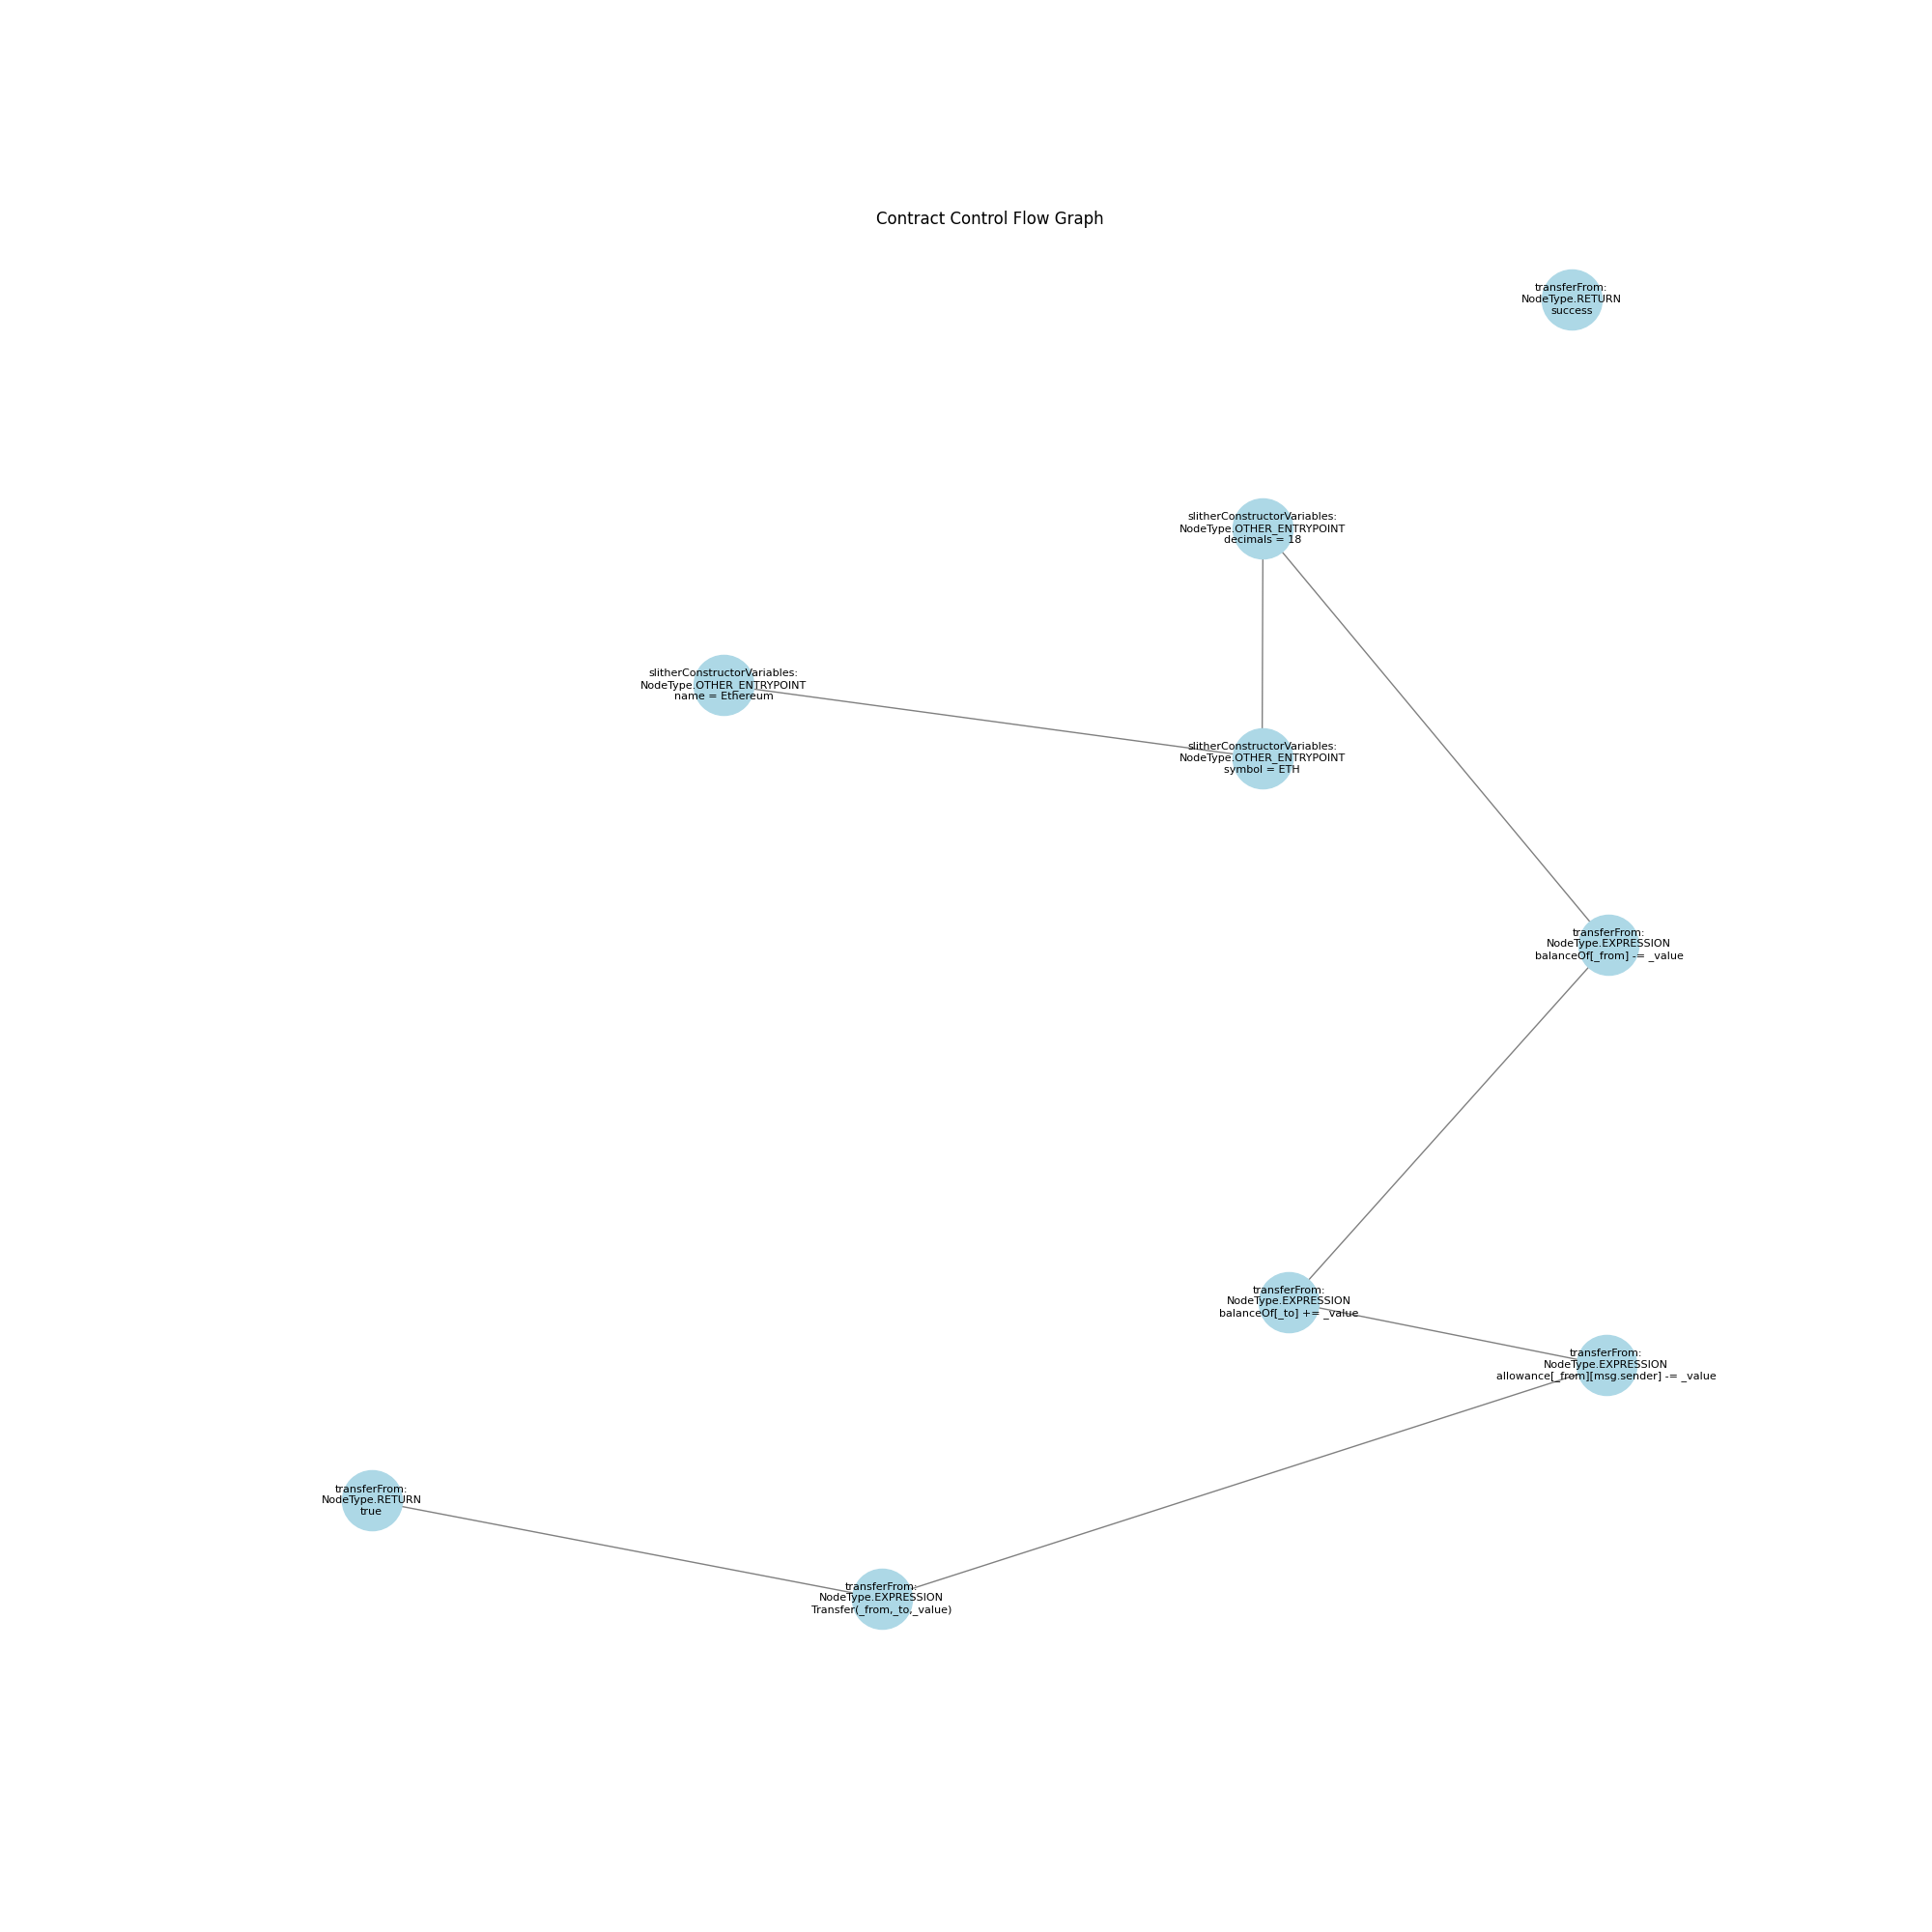 Contract Control Flow Graph
transferFrom:
NodeType.RETURN
success
slitherConstructorVariables:
NodeType.OTHER_ENTRYPOINT
decimals = 18
slitherConstructorVariables:
NodeType.OTHER_ENTRYPOINT
name = Ethereum
slitherConstructorVariables:
NodeType.OTHER_ENTRYPOINT
symbol = ETH
transferFrom:
NodeType.EXPRESSION
balanceOf[_from] -= _value
transferFrom:
NodeType.EXPRESSION
balanceOf[_to] += _value
transferFrom:
NodeType.EXPRESSION
allowance[_from][msg.sender] -= _value
transferFrom:
NodeType.RETURN
true
transferFrom:
NodeType.EXPRESSION
Transfer(_from,_to,_value)